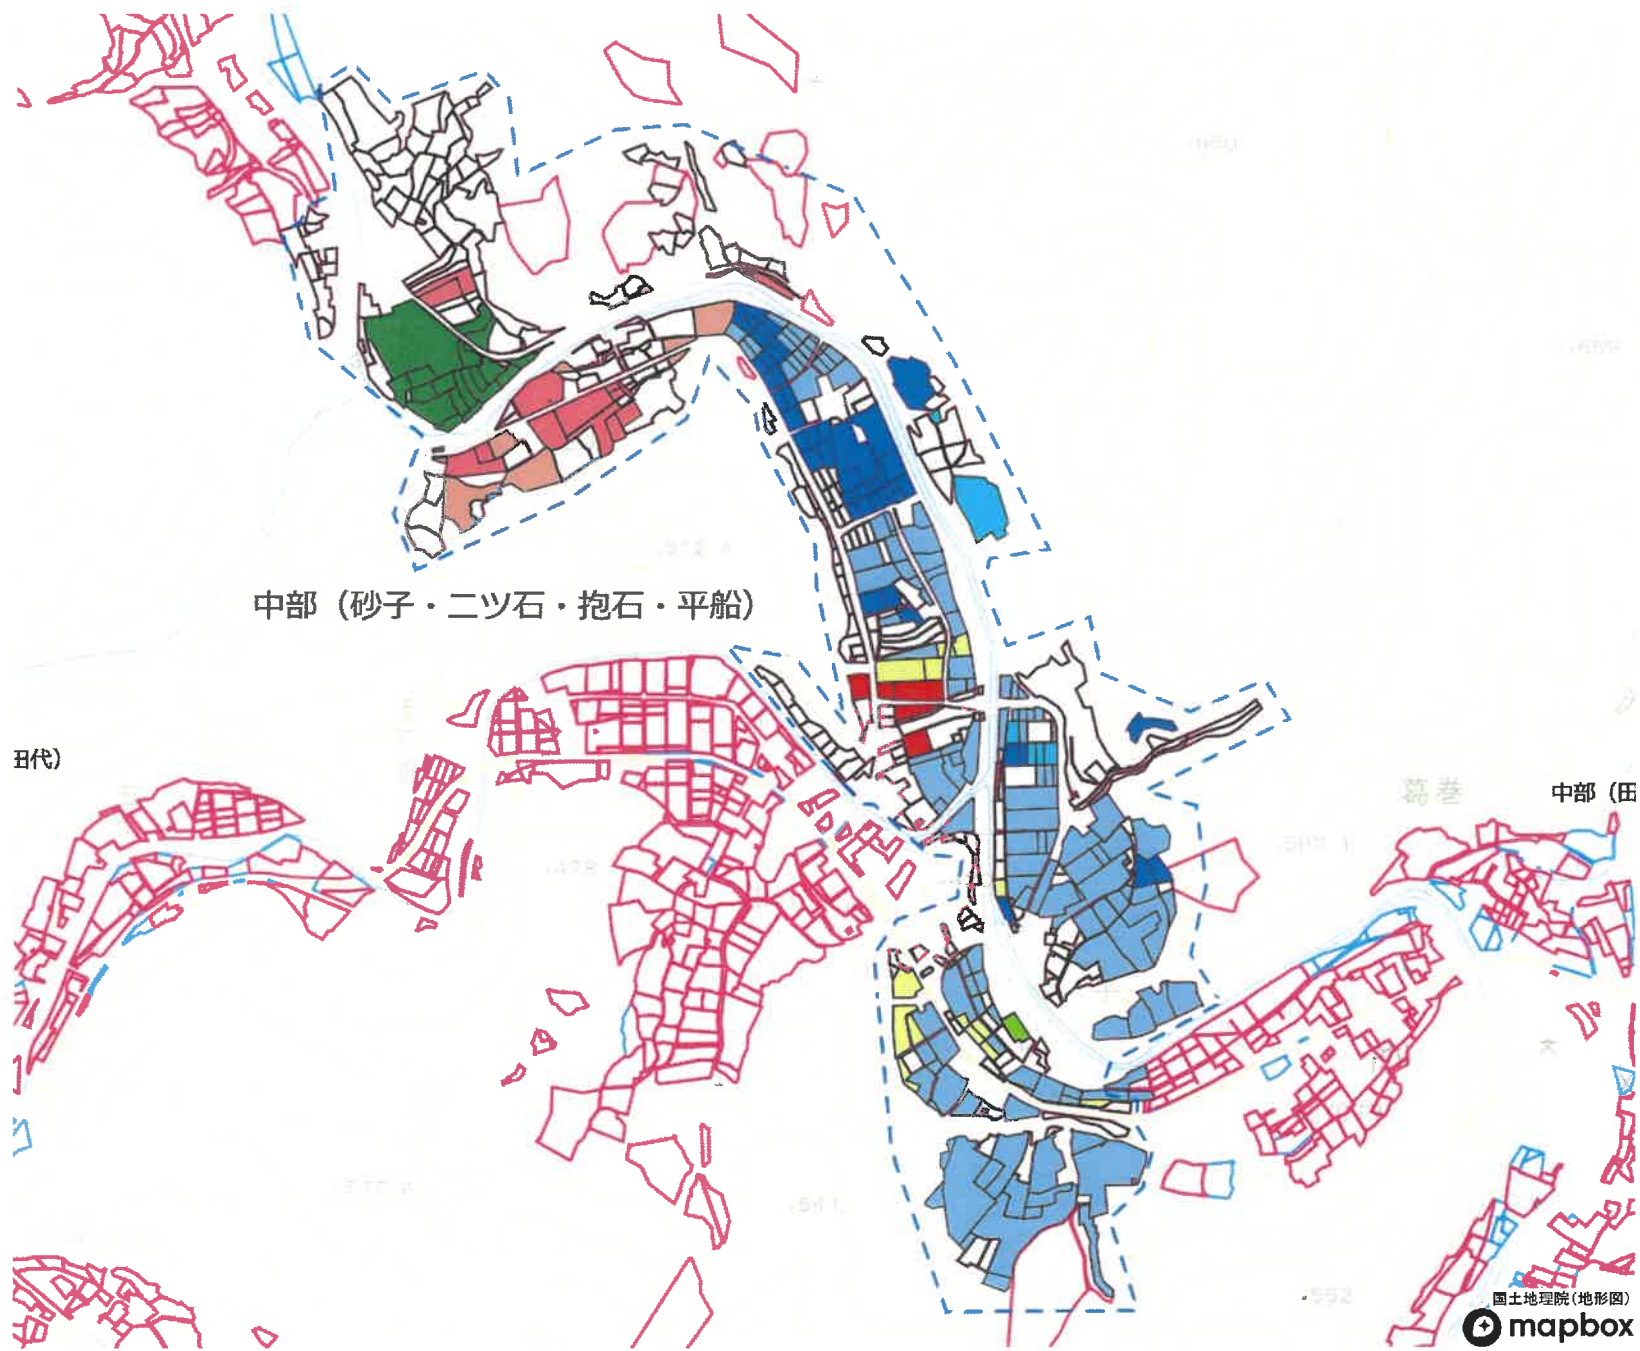 中部（砂子・二ツ石・抱石・平船）
田代）
葛巻
中部（田
国土地理院（地形図）
mapbox